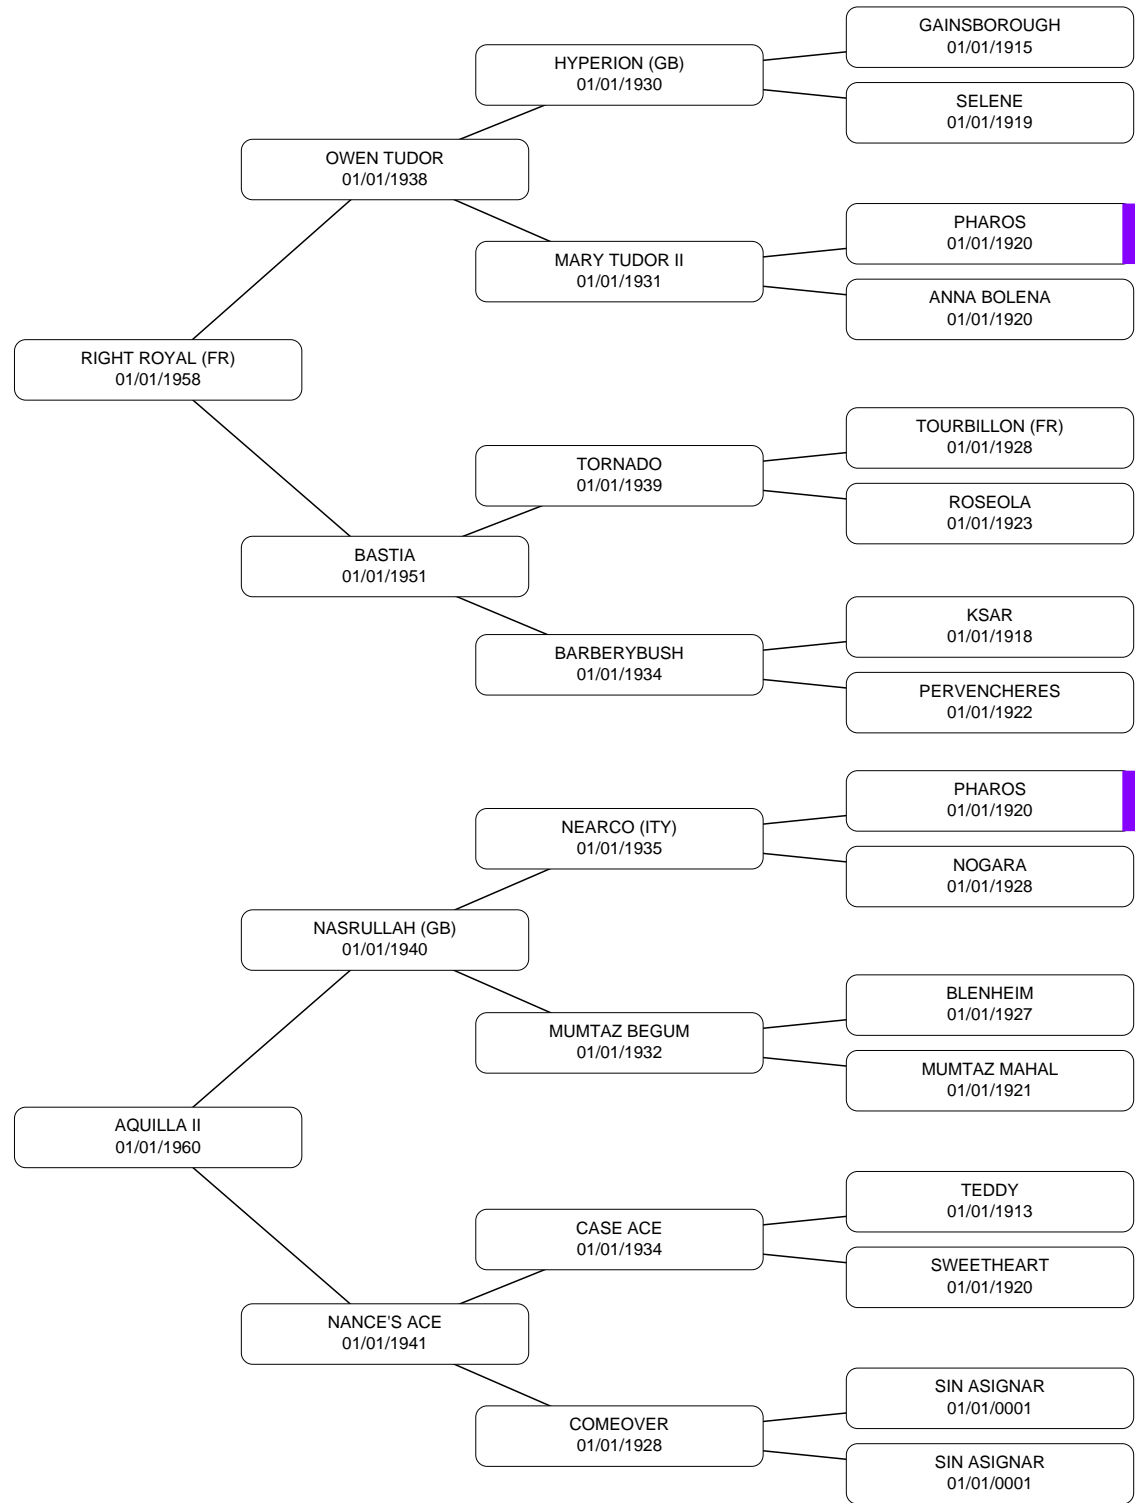 GAINSBOROUGH
01/01/1915
HYPERION (GB)
01/01/1930
SELENE
01/01/1919
OWEN TUDOR
01/01/1938
PHAROS
01/01/1920
MARY TUDOR II
01/01/1931
ANNA BOLENA
01/01/1920
RIGHT ROYAL (FR)
01/01/1958
TOURBILLON (FR)
01/01/1928
TORNADO
01/01/1939
ROSEOLA
01/01/1923
BASTIA
01/01/1951
KSAR
01/01/1918
BARBERYBUSH
01/01/1934
PERVENCHERES
01/01/1922
PHAROS
01/01/1920
NEARCO (ITY)
01/01/1935
NOGARA
01/01/1928
NASRULLAH (GB)
01/01/1940
BLENHEIM
01/01/1927
MUMTAZ BEGUM
01/01/1932
MUMTAZ MAHAL
01/01/1921
AQUILLA II
01/01/1960
TEDDY
01/01/1913
CASE ACE
01/01/1934
SWEETHEART
01/01/1920
NANCE'S ACE
01/01/1941
SIN ASIGNAR
01/01/0001
COMEOVER
01/01/1928
SIN ASIGNAR
01/01/0001